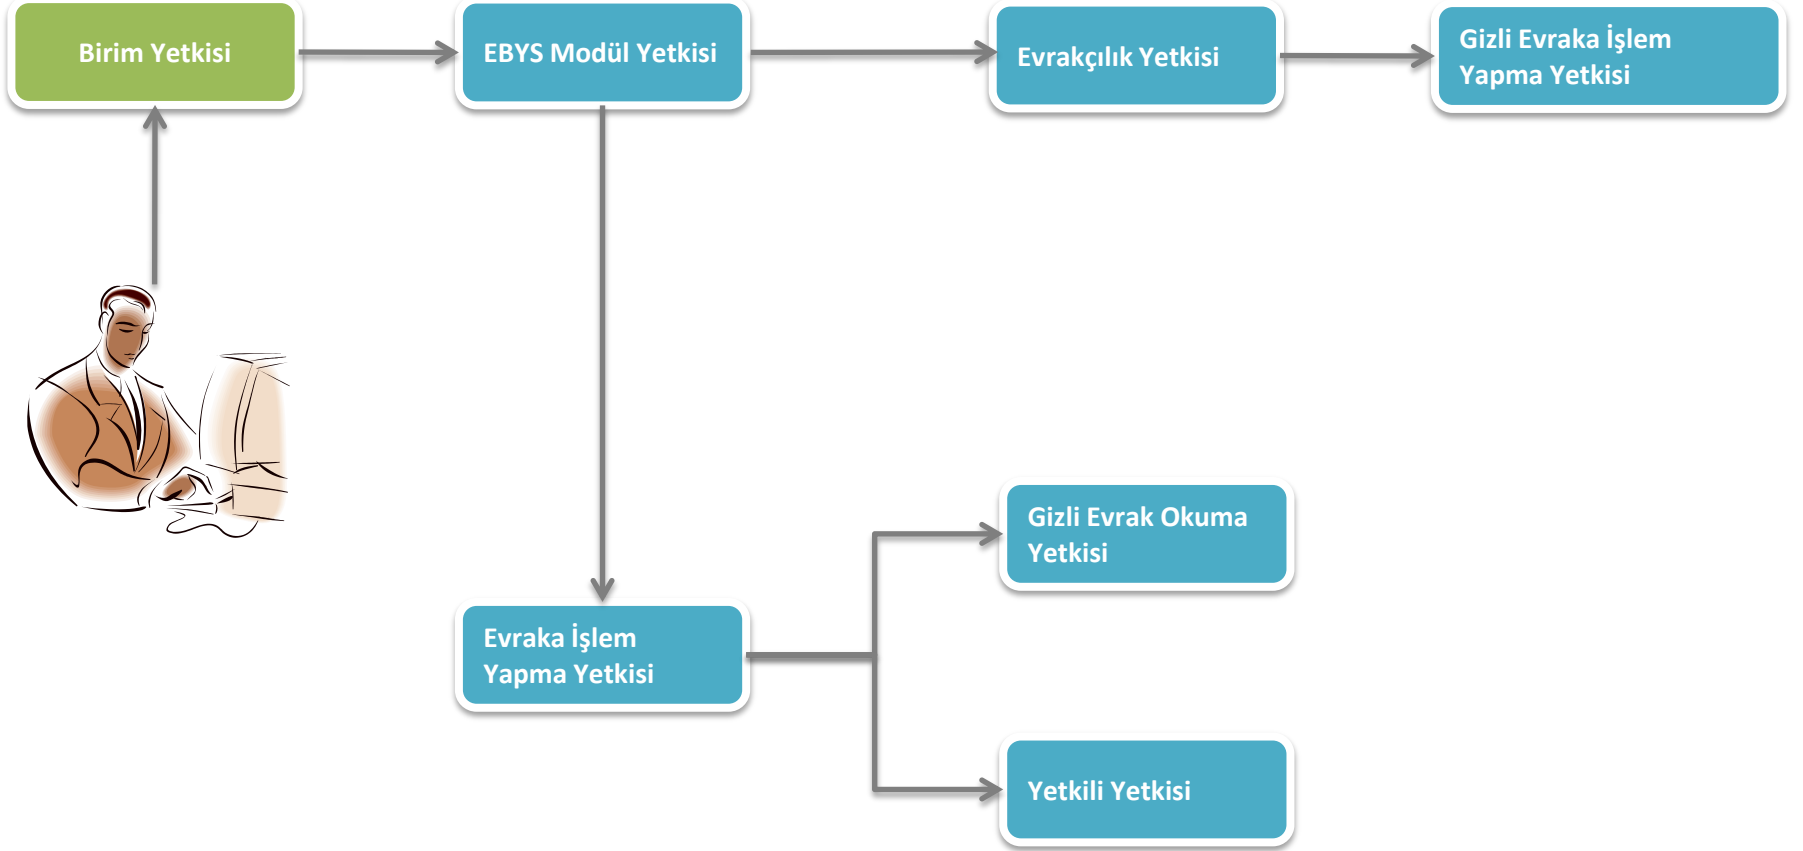 Birim Yetkisi
EBYS Modül Yetkisi
Evrakçılık Yetkisi
Gizli Evraka İşlem
Yapma Yetkisi
Gizli Evrak Okuma
Yetkisi
Evraka İşlem
Yapma Yetkisi
Yetkili Yetkisi